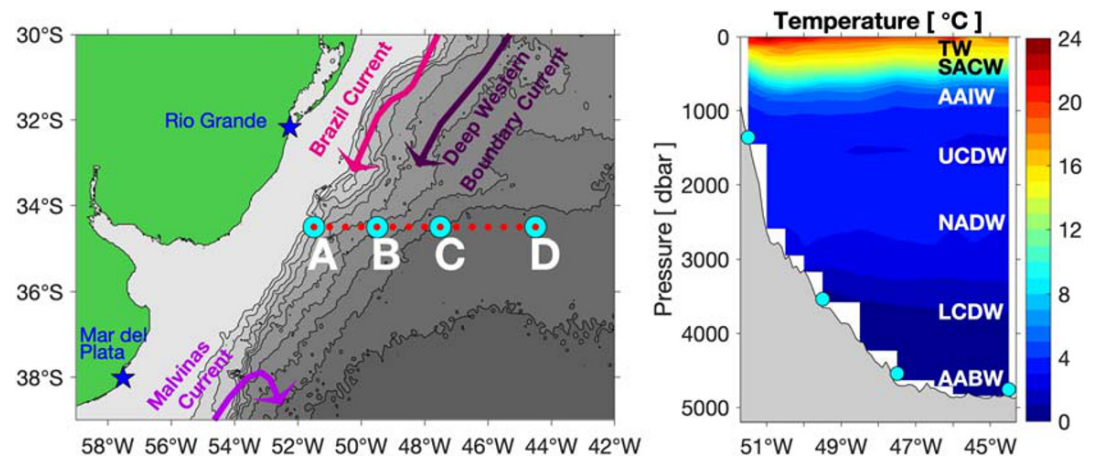 30°S
32°S
34°S
36°S
38°S
58°W
56°W
54°W
52°W
50°W
48°W
46°W
44°W
42°W
Rio Grande
Brazil Current
Deep Western
Boundary Current
A
B
C
D
Mar del
Plata
Malvinas
Current
Temperature [ °C ]
Pressure [ dbar ]
0
1000
2000
3000
4000
5000
TW
SACW
AAIW
UCDW
NADW
LCDW
AABW
51°W
49°W
47°W
45°W
24
20
16
12
8
4
0